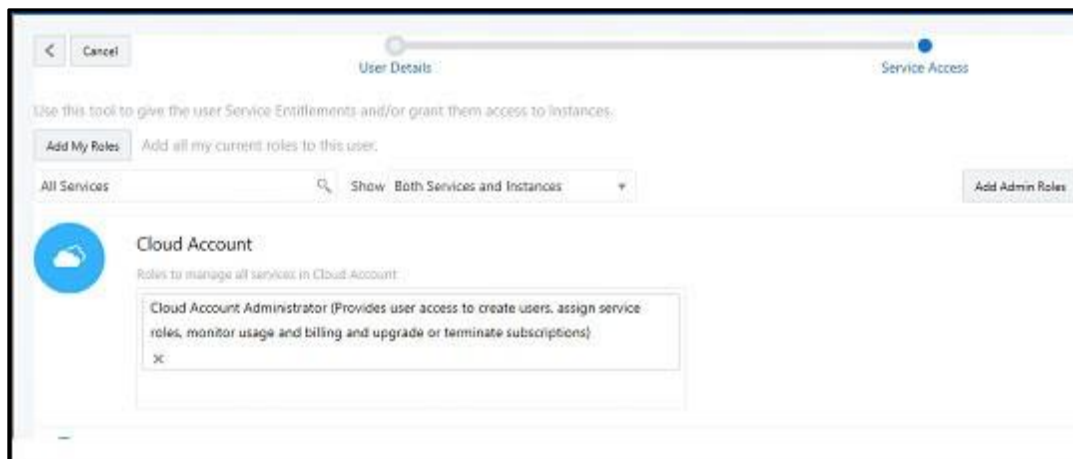 Cancel
User Details
Service Access
Use this tool to give the user Service Entitlements and/or grant them access to Instances.
Add My Roles Add all my current roles to this user.
All Services Show Both Services and Instances Add Admin Roles
Cloud Account
Roles to manage all services in Cloud Account
Cloud Account Administrator (Provides user access to create users, assign service
roles, monitor usage and billing and upgrade or terminate subscriptions)